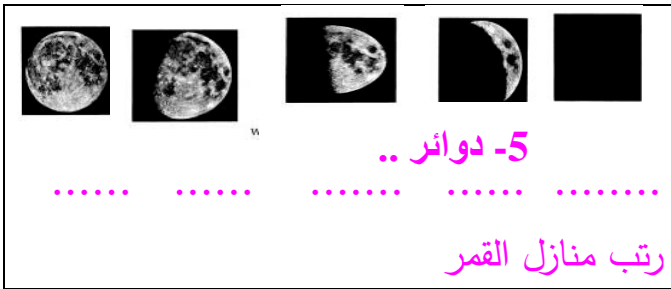 w
5- دوائر ..
........ ...... ....... ...... ......
رتب منازل القمر